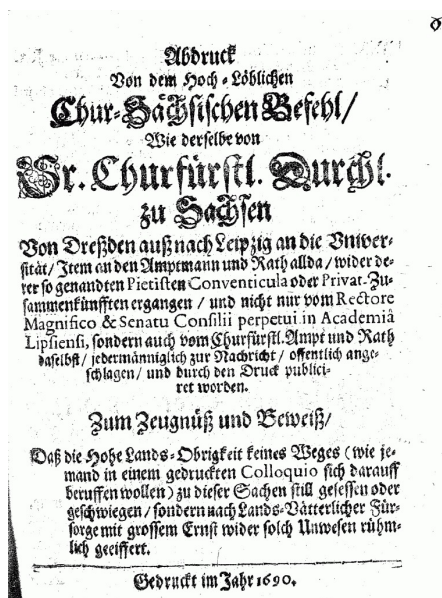 Abdruck
Von dem Hoch-Löblichen
Chur-Sächsischen Befehl/
Wie derselbe von
Sr. Churfürstl. Durchl.
zu Sachsen
Von Dreßden auß nach Leipzig an die Vniver-
sität/ Item an den Amptmann und Rath allda/ wider de-
rer so genandten Pietisten Conventicula oder Privat-Zu-
sammenkünfften ergangen/ und nicht nur vom Rectore
Magnifico & Senatu Consilii perpetui in Academiâ
Lipsiensi, sondern auch vom Churfürstl. Ampt und Rath
daselbst/ jedermänniglich zur Nachricht/ offentlich ange-
schlagen/ und durch den Druck publici-
ret worden.
Zum Zeugnüß und Beweiß/
Daß die Hohe Lands-Obrigkeit keines Weges (wie je-
mand in einem gedruckten Colloquio sich darauff
beruffen wollen) zu dieser Sachen still gesessen oder
geschwiegen/ sondern nach Lands-Vätterlicher Für-
sorge mit grossem Ernst wider solch Unwesen rühm-
lich geeiffert.
Gedruckt im Jahr 1690.